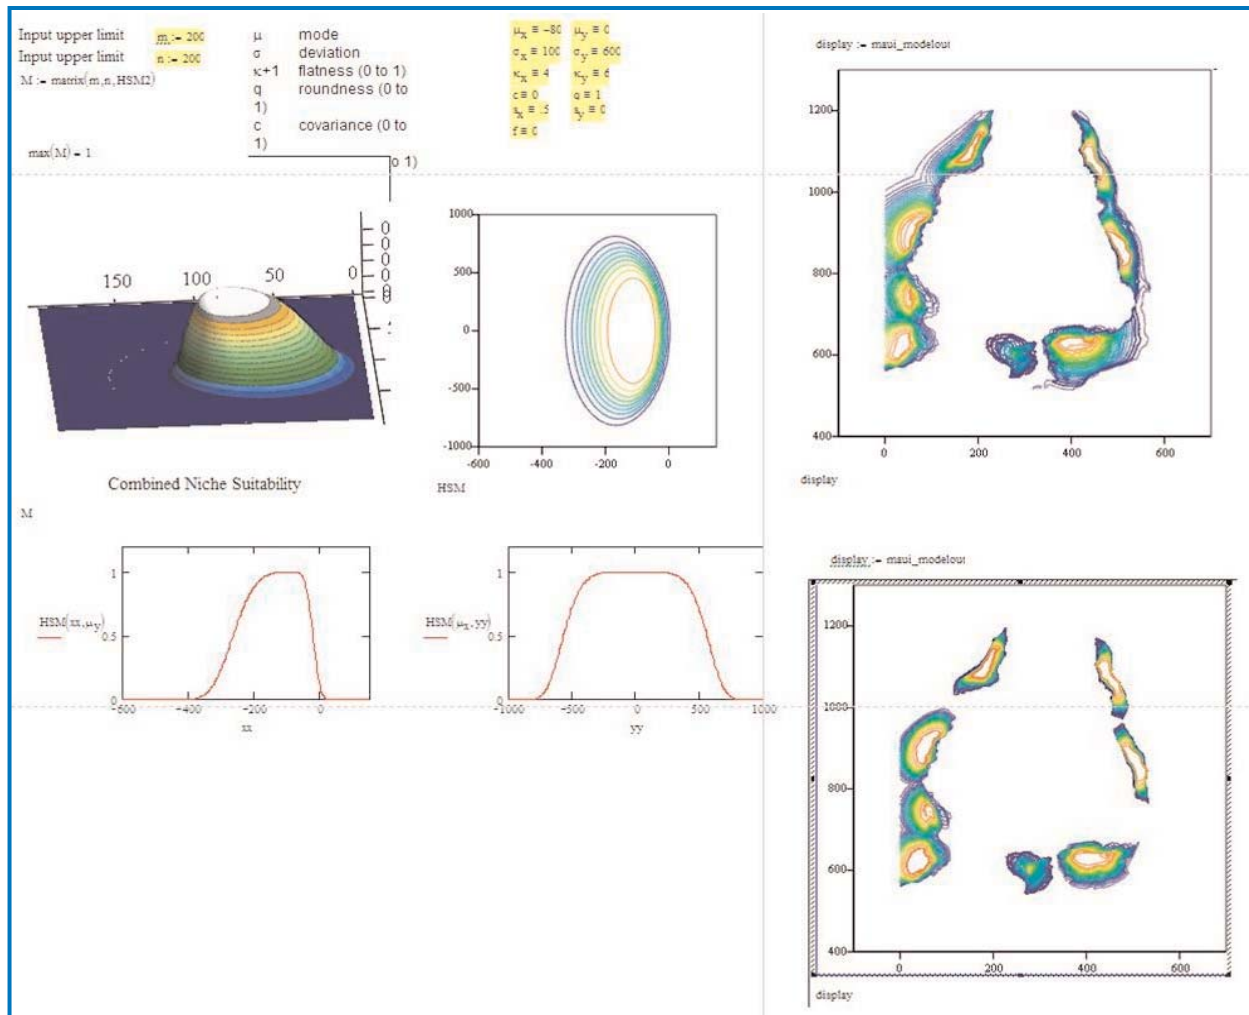 Input upper limit m := 200
Input upper limit n := 200
M := matrix(m,n,HSM2)
max(M) = 1
μ mode
σ deviation
κ+1 flatness (0 to 1)
q roundness (0 to
1)
c covariance (0 to
1)
o 1)
μx ≡ -80 μy ≡ 0
σx ≡ 100 σy ≡ 600
κx ≡ 4 κy ≡ 6
c ≡ 0 q ≡ 1
sx ≡ .5 sy ≡ 0
f ≡ 0
display := maui_modelout
1200
1000
800
600
400
0 200 400 600
display
150 100 50 0
0
0
0
0
1000
500
0
-500
-1000
-600 -400 -200 0
HSM
Combined Niche Suitability
M
HSM(xx,μy)
1
0.5
0
-600 -400 -200 0
xx
HSM(μx,yy)
1
0.5
0
-1000 -500 0 500 1000
yy
display := maui_modelout
1200
1000
800
600
400
0 200 400 600
display